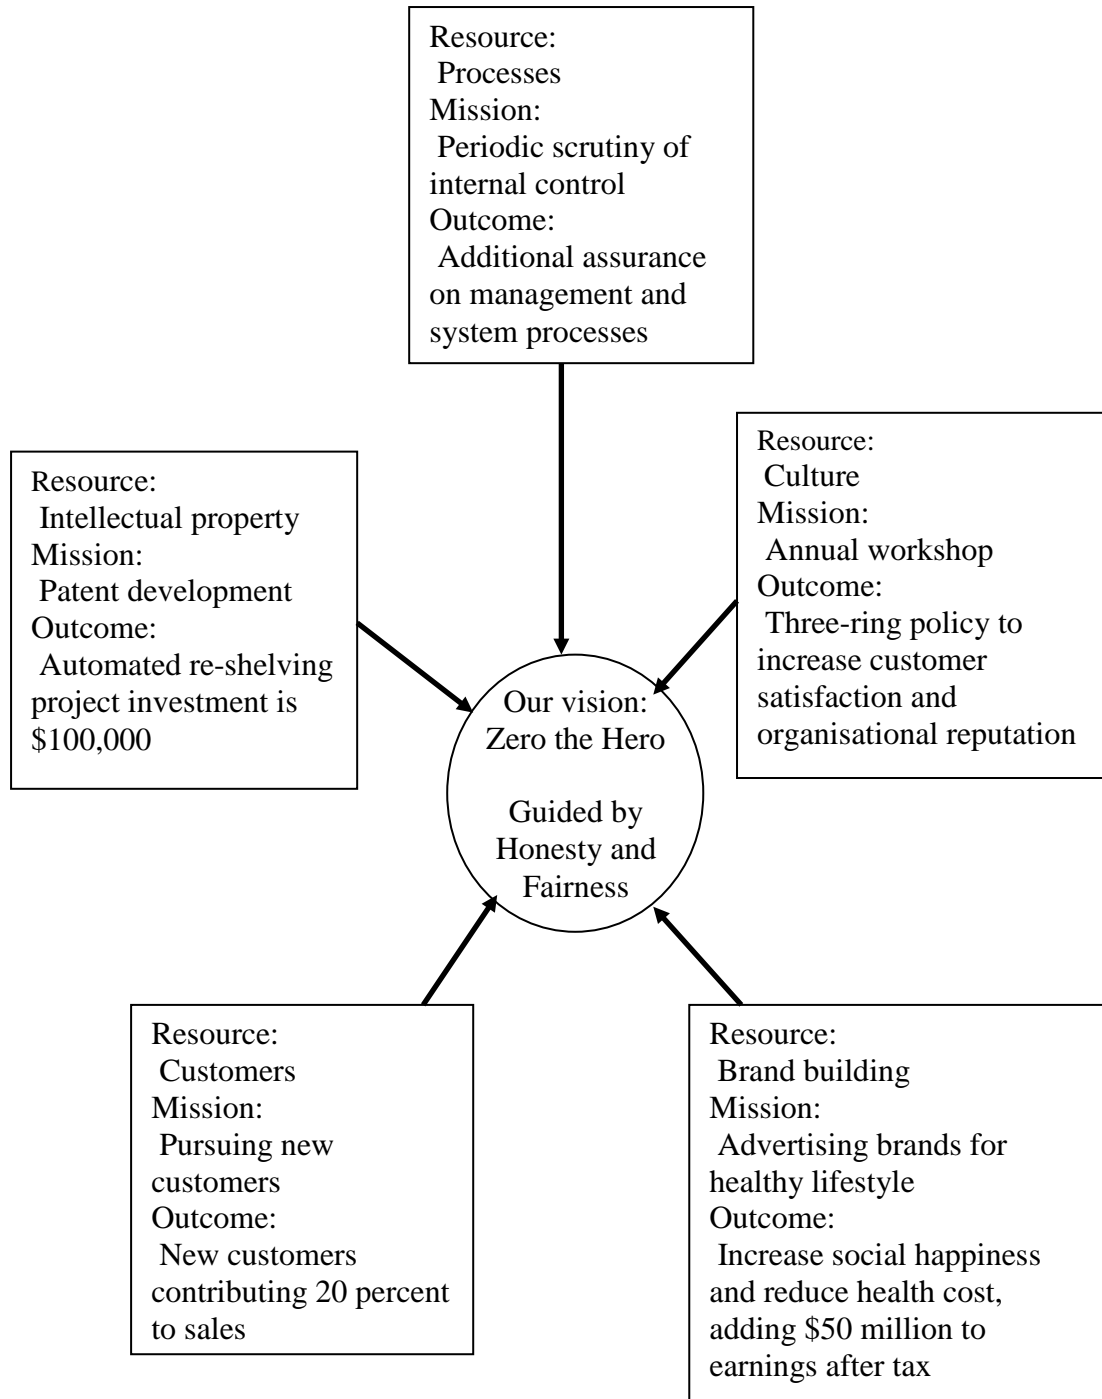 Resource:
Processes
Mission:
Periodic scrutiny of
internal control
Outcome:
Additional assurance
on management and
system processes
Resource:
Intellectual property
Mission:
Patent development
Outcome:
Automated re-shelving
project investment is
$100,000
Resource:
Culture
Mission:
Annual workshop
Outcome:
Three-ring policy to
increase customer
satisfaction and
organisational reputation
Our vision:
Zero the Hero
Guided by
Honesty and
Fairness
Resource:
Customers
Mission:
Pursuing new
customers
Outcome:
New customers
contributing 20 percent
to sales
Resource:
Brand building
Mission:
Advertising brands for
healthy lifestyle
Outcome:
Increase social happiness
and reduce health cost,
adding $50 million to
earnings after tax